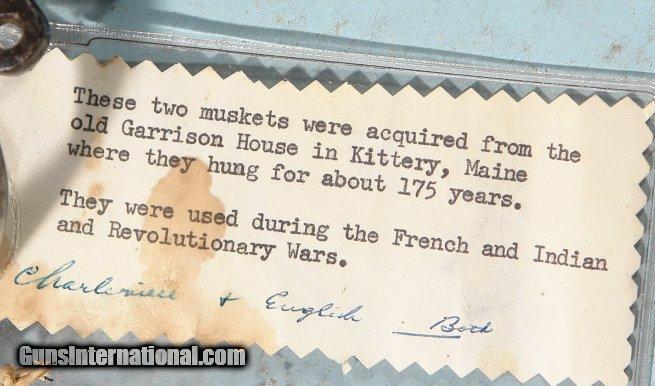 These two muskets were acquired from the
old Garrison House in Kittery, Maine
where they hung for about 175 years.
They were used during the French and Indian
and Revolutionary Wars.
+ English Both
GunsInternational.com